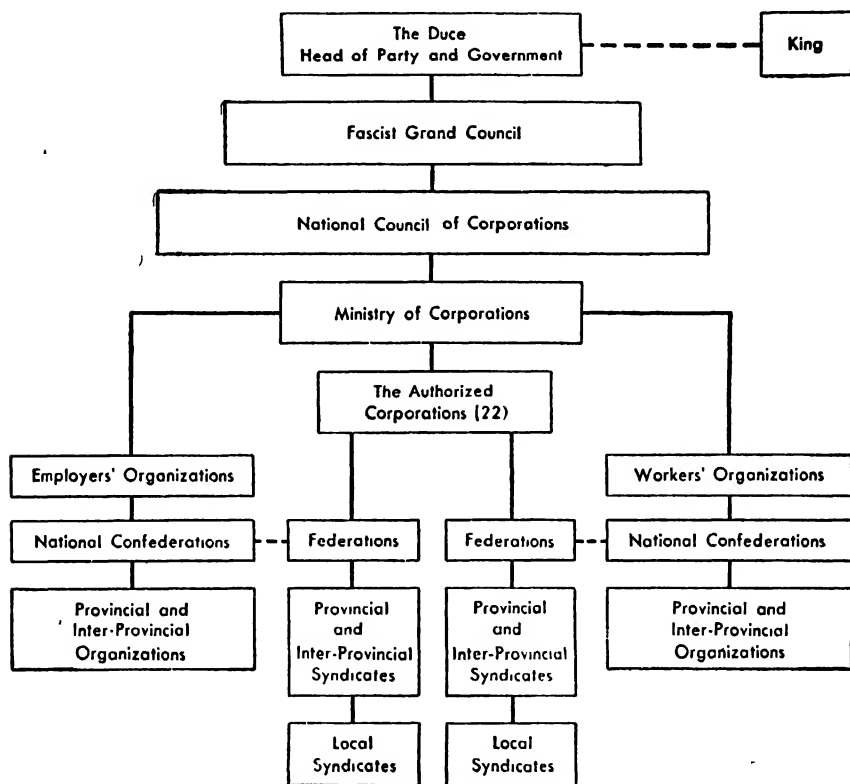 The Duce
Head of Party and Government
King
Fascist Grand Council
National Council of Corporations
Ministry of Corporations
The Authorized
Corporations (22)
Employers' Organizations
Workers' Organizations
National Confederations
Federations
Federations
National Confederations
Provincial and
Inter-Provincial
Organizations
Provincial
and
Inter-Provincial
Syndicates
Provincial
and
Inter-Provincial
Syndicates
Provincial and
Inter-Provincial
Organizations
Local
Syndicates
Local
Syndicates